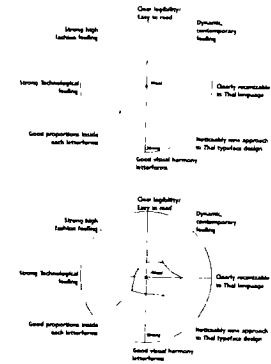 Clear legibility:
Easy to read
Strong high
fashion feeling
Dynamic,
contemporary
feeling
Strong Technological
feeling
Clearly recognizable
to Thai language
Good proportions inside
each letterforms
Strong
Noticeably new approach
to Thai typeface design
Good visual harmony
letterforms
Clear legibility:
Easy to read
Strong high
fashion feeling
Dynamic,
contemporary
feeling
Strong Technological
feeling
Clearly recognizable
to Thai language
Good proportions inside
each letterforms
Strong
Noticeably new approach
to Thai typeface design
Good visual harmony
letterforms